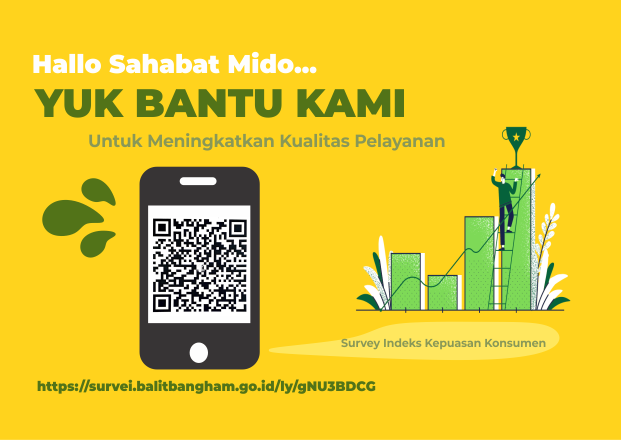 Hallo Sahabat Mido...
YUK BANTU KAMI
Untuk Meningkatkan Kualitas Pelayanan
Survey Indeks Kepuasan Konsumen
https://survei.balitbangham.go.id/ly/gNU3BDCG